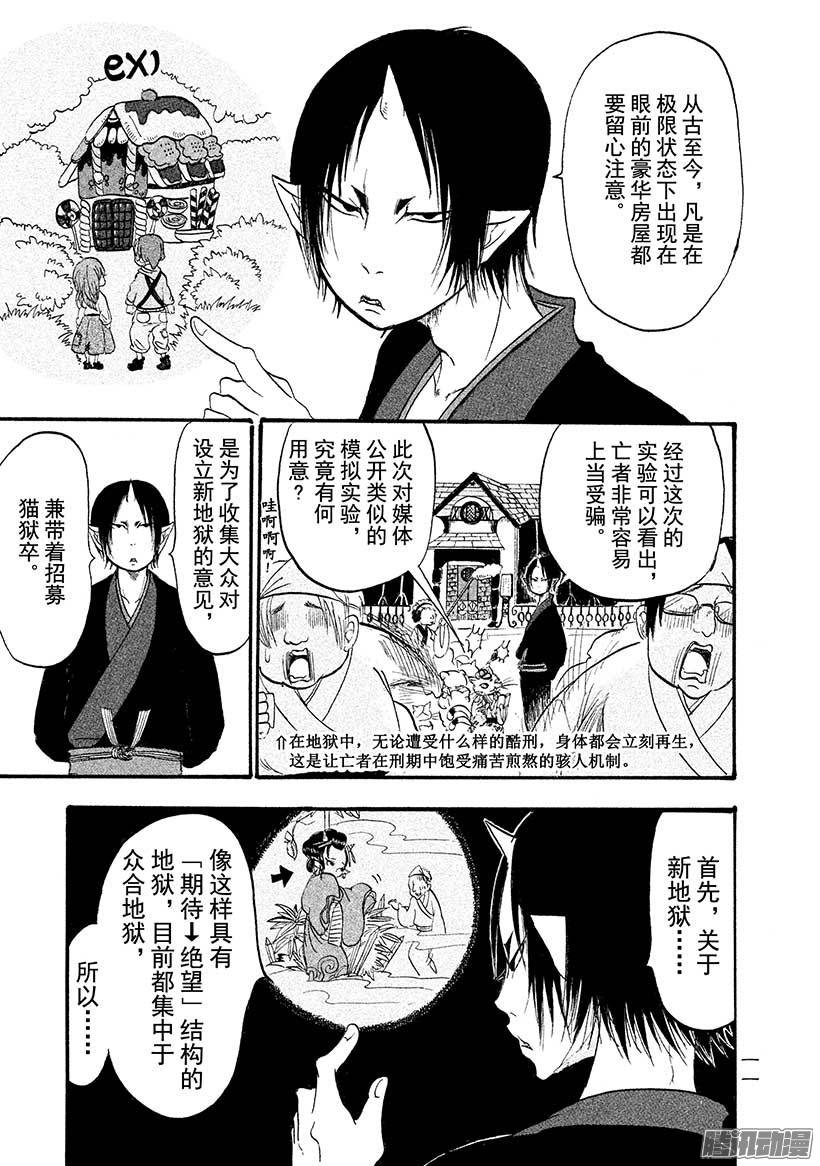 ex)
从古至今，凡是在
极限状态下出现在
眼前的豪华房屋都
要留心注意。
经过这次的
实验可以看出，
亡者非常容易
上当受骗。
此次对媒体
公开类似的
模拟实验，
究竟有何
用意？
哇啊啊啊！
在地狱中，无论遭受什么样的酷刑，身体都会立刻再生，
这是让亡者在刑期中饱受痛苦煎熬的骇人机制。
是为了收集大众对
设立新地狱的意见，
兼带着招募
猫狱卒。
首先，关于
新地狱……
像这样具有
「期待→绝望」结构的
地狱，目前都集中于
众合地狱，
所以……
一一
腾讯动漫